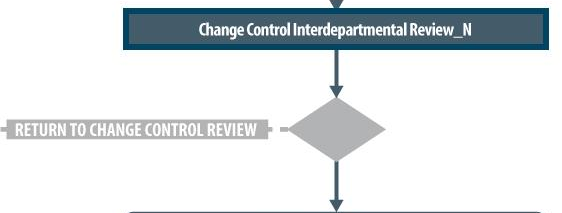 Change Control Interdepartmental Review_N
RETURN TO CHANGE CONTROL REVIEW